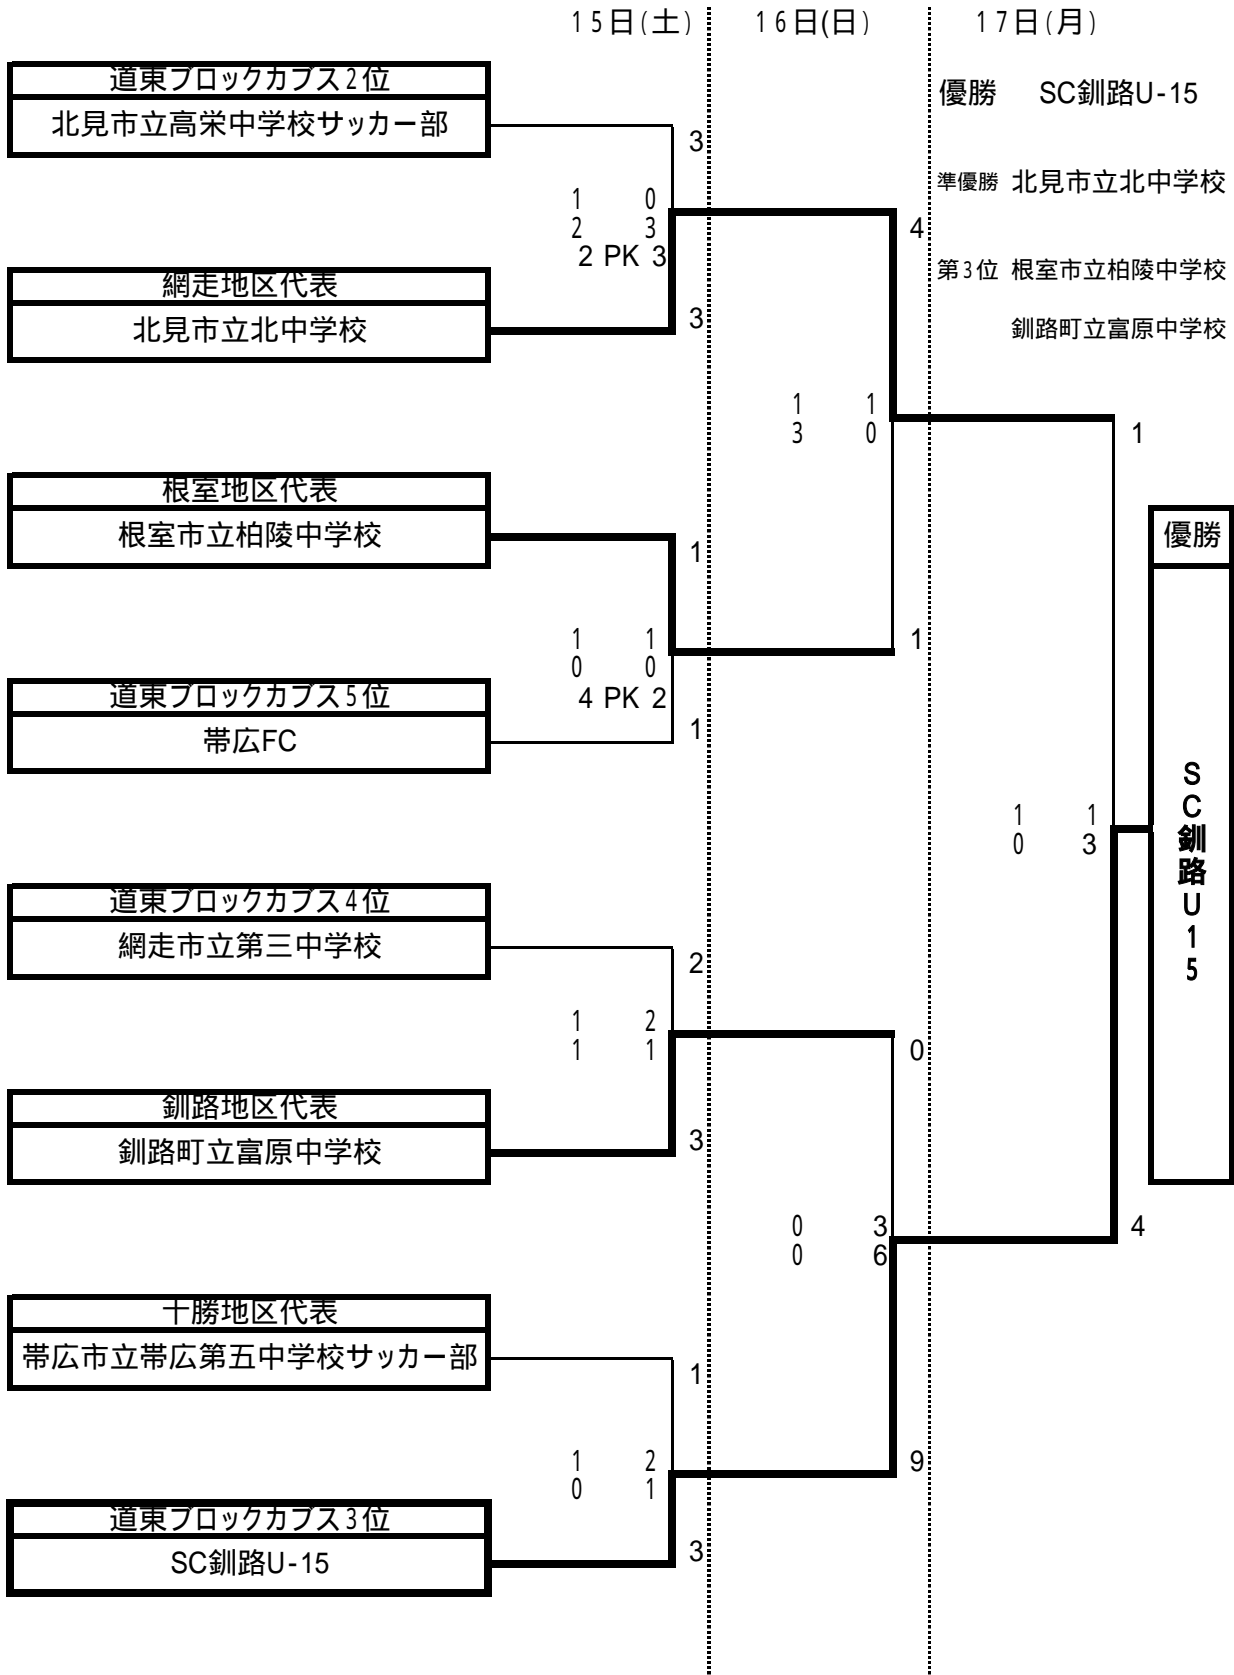 15日(土) 16日(日) 17日(月)
道東ブロックカブス2位
優勝 SC釧路U-15
北見市立高栄中学校サッカー部
3
準優勝 北見市立北中学校
1 0
2 3
4
2 PK 3
第3位 根室市立柏陵中学校
網走地区代表
北見市立北中学校
3
釧路町立富原中学校
1 1
3 0
1
根室地区代表
根室市立柏陵中学校
1
優勝
1 1
0 0
1
4 PK 2
道東ブロックカブス5位
帯広FC
1
SC釧路U15
1 1
0 3
道東ブロックカブス4位
網走市立第三中学校
2
1 2
1 1
0
釧路地区代表
釧路町立富原中学校
3
0 3
0 6
4
十勝地区代表
帯広市立帯広第五中学校サッカー部
1
1 2
0 1
9
道東ブロックカブス3位
SC釧路U-15
3